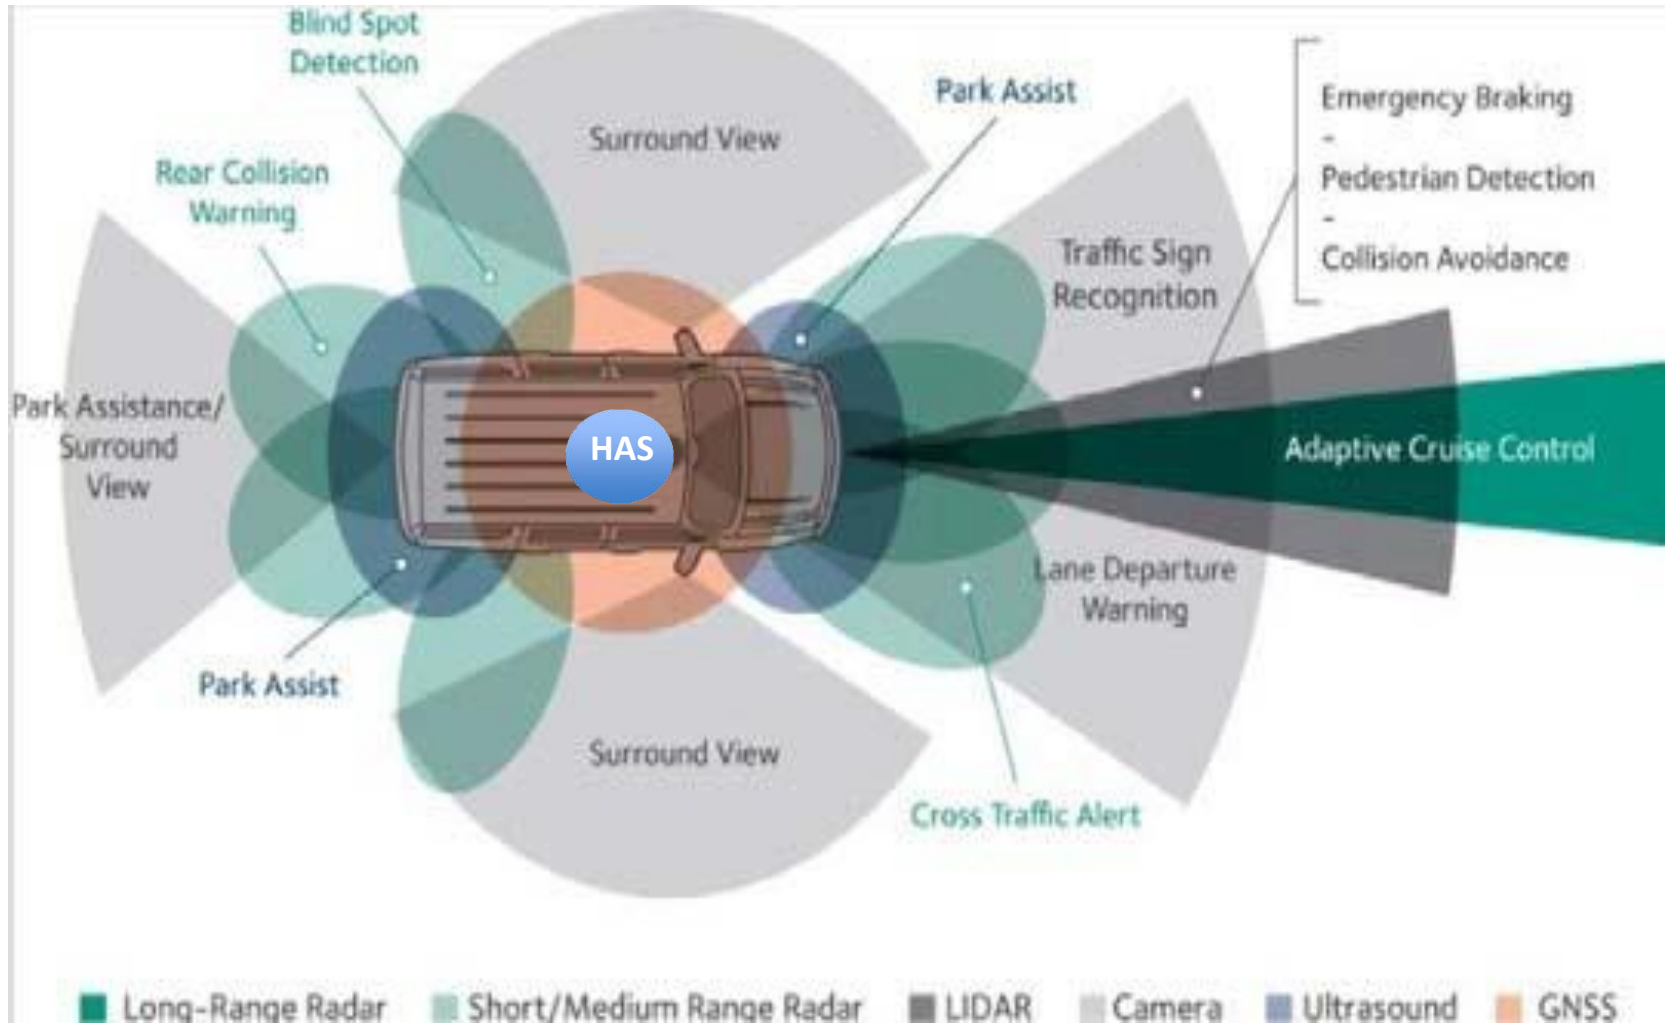 Blind Spot
Detection
Surround View
Park Assist
Emergency Braking
-
Pedestrian Detection
-
Collision Avoidance
Rear Collision
Warning
Traffic Sign
Recognition
Park Assistance/
Surround
View
HAS
Adaptive Cruise Control
Lane Departure
Warning
Park Assist
Surround View
Cross Traffic Alert
Long-Range Radar
Short/Medium Range Radar
LIDAR
Camera
Ultrasound
GNSS